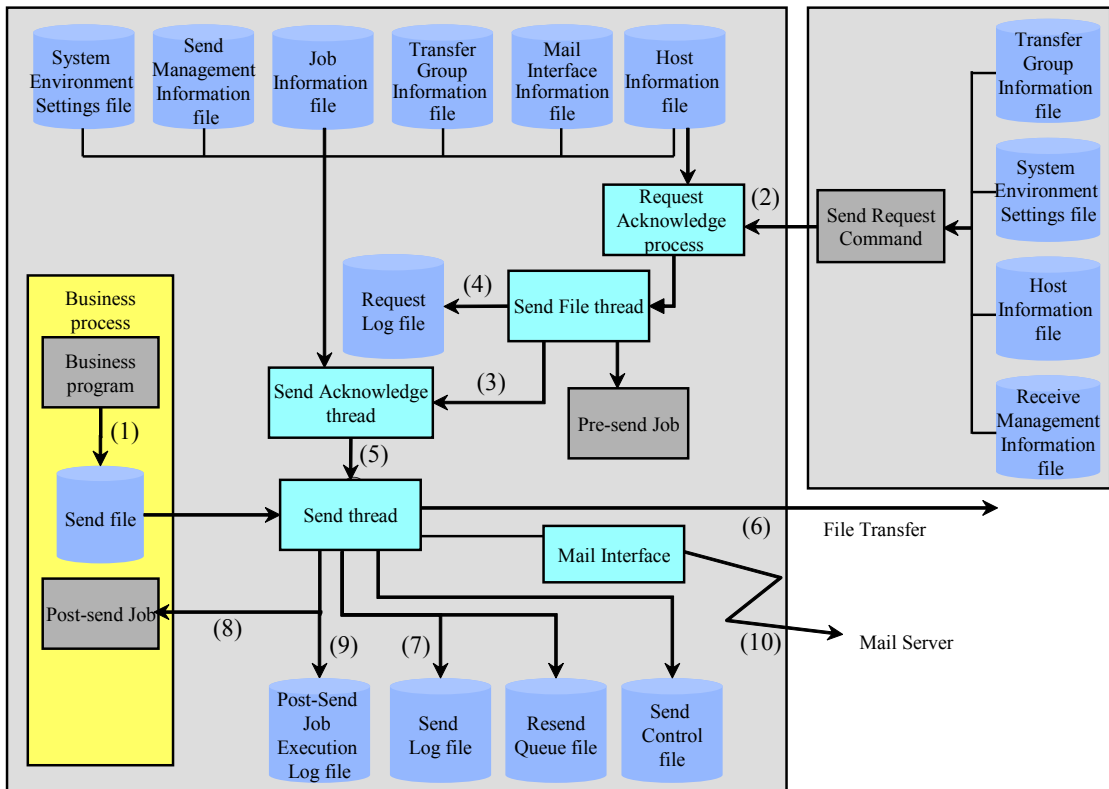 System
Environment
Settings file
Send
Management
Information
file
Job
Information
file
Transfer
Group
Information
file
Mail
Interface
Information
file
Host
Information
file
Transfer
Group
Information
file
System
Environment
Settings file
Host
Information
file
Receive
Management
Information
file
Send Request
Command
(2)
Request
Acknowledge
process
Send File thread
(4)
Request
Log file
(3)
Pre-send Job
Send Acknowledge
thread
(5)
Business
process
Business
program
(1)
Send file
Send thread
(6)
File Transfer
Mail Interface
(10)
Mail Server
Post-send Job
(8)
(9)
(7)
Post-Send
Job
Execution
Log file
Send
Log file
Resend
Queue file
Send
Control
file